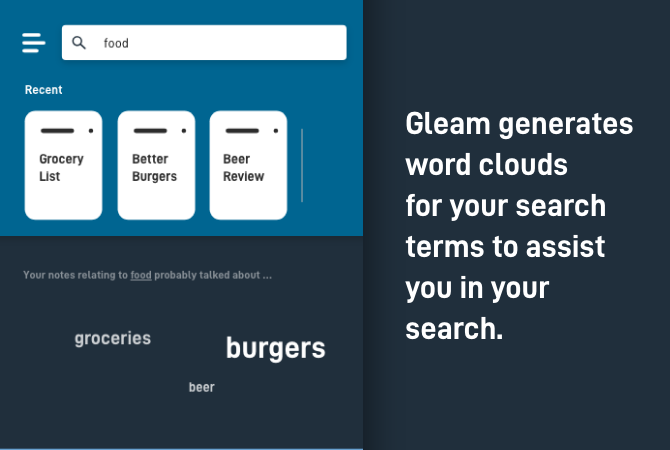 food
Recent
Grocery
List
Better
Burgers
Beer
Review
Your notes relating to food probably talked about ...
groceries
burgers
beer
Gleam generates
word clouds
for your search
terms to assist
you in your
search.